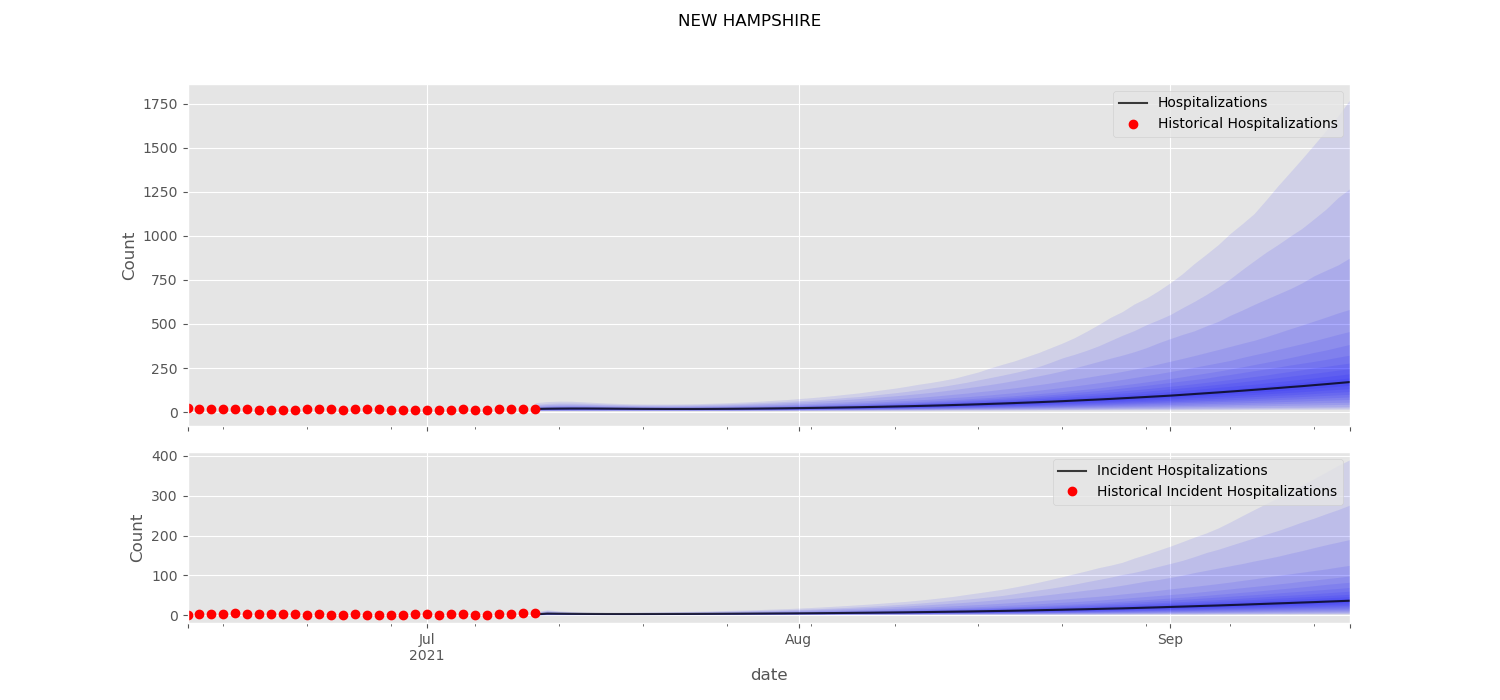 NEW HAMPSHIRE
1750
1500
1250
1000
750
500
250
0
Count
Hospitalizations
Historical Hospitalizations
400
300
200
100
0
Count
Incident Hospitalizations
Historical Incident Hospitalizations
Jul
2021
Aug
Sep
date